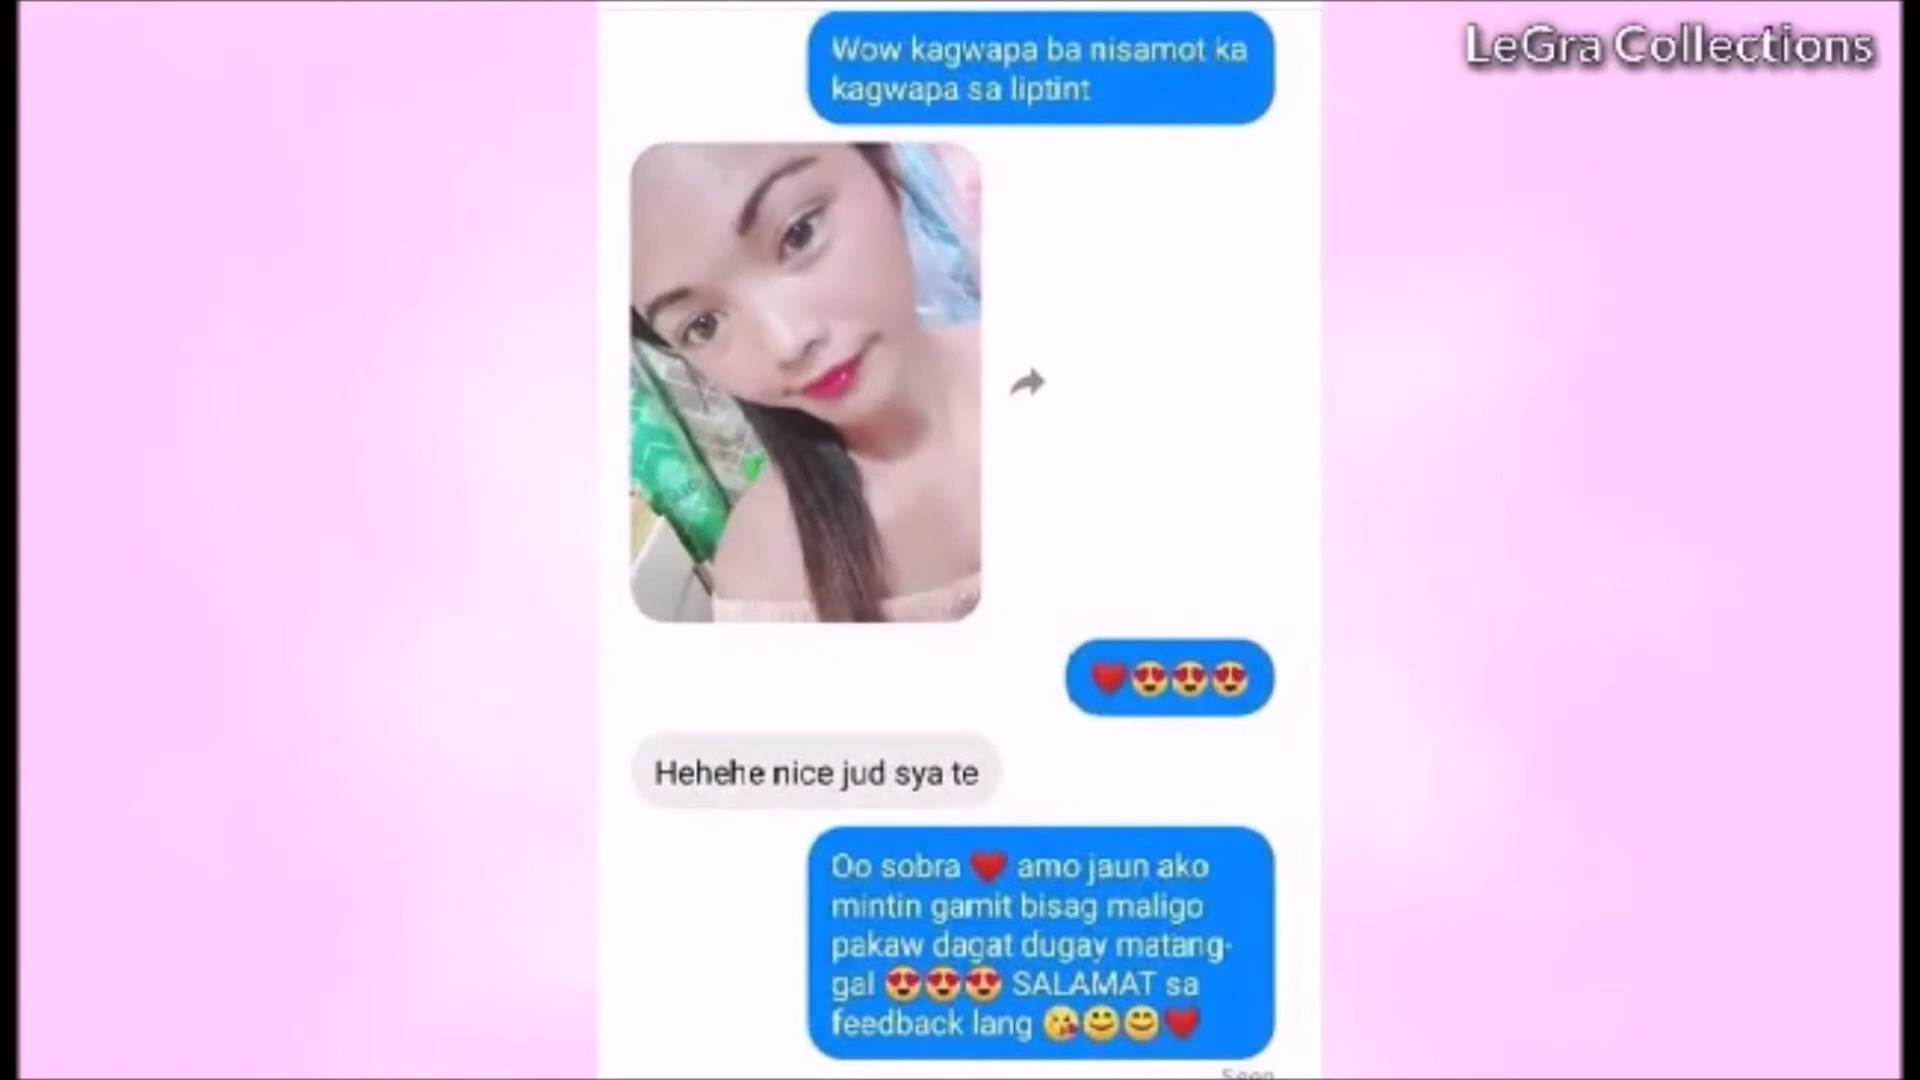 LeGra Collections
Wow kagwapa ba nisamot ka
kagwapa sa liptint
❤️😍😍😍
Hehehe nice jud sya te
Oo sobra ❤️ amo jaun ako
mintin gamit bisag maligo
pakaw dagat dugay matang-
gal 😍😍😍 SALAMAT sa
feedback lang 😘😊😊❤️
Seen